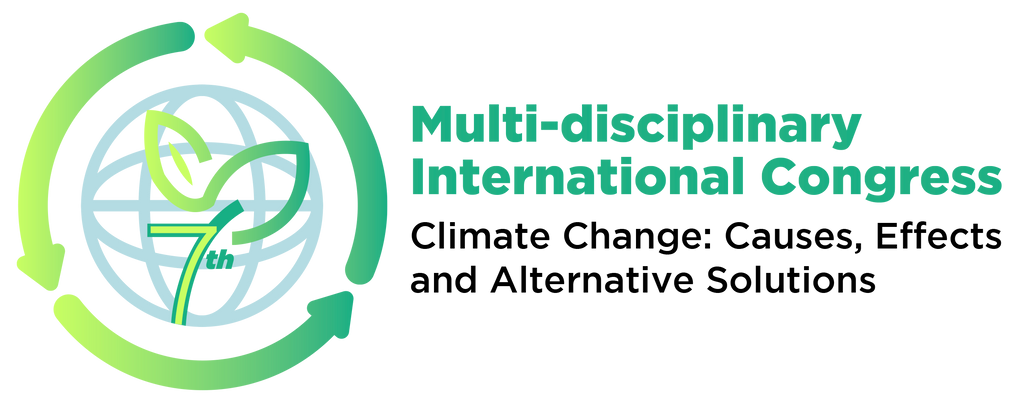 7th
Multi-disciplinary
International Congress
Climate Change: Causes, Effects
and Alternative Solutions